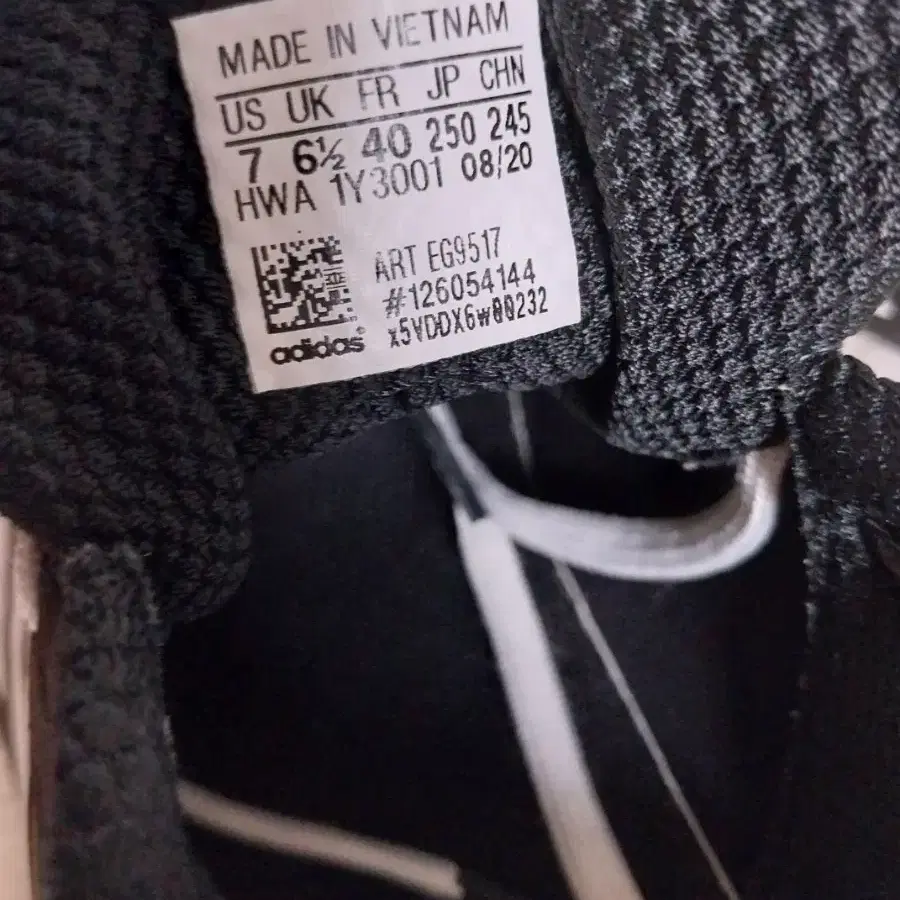 MADE IN VIETNAM
US UK FR JP CHN
7 6½ 40 250 245
HWA 1Y3001 08/20
ART EG9517
#126054144
x5VDDX6w00232
adidas